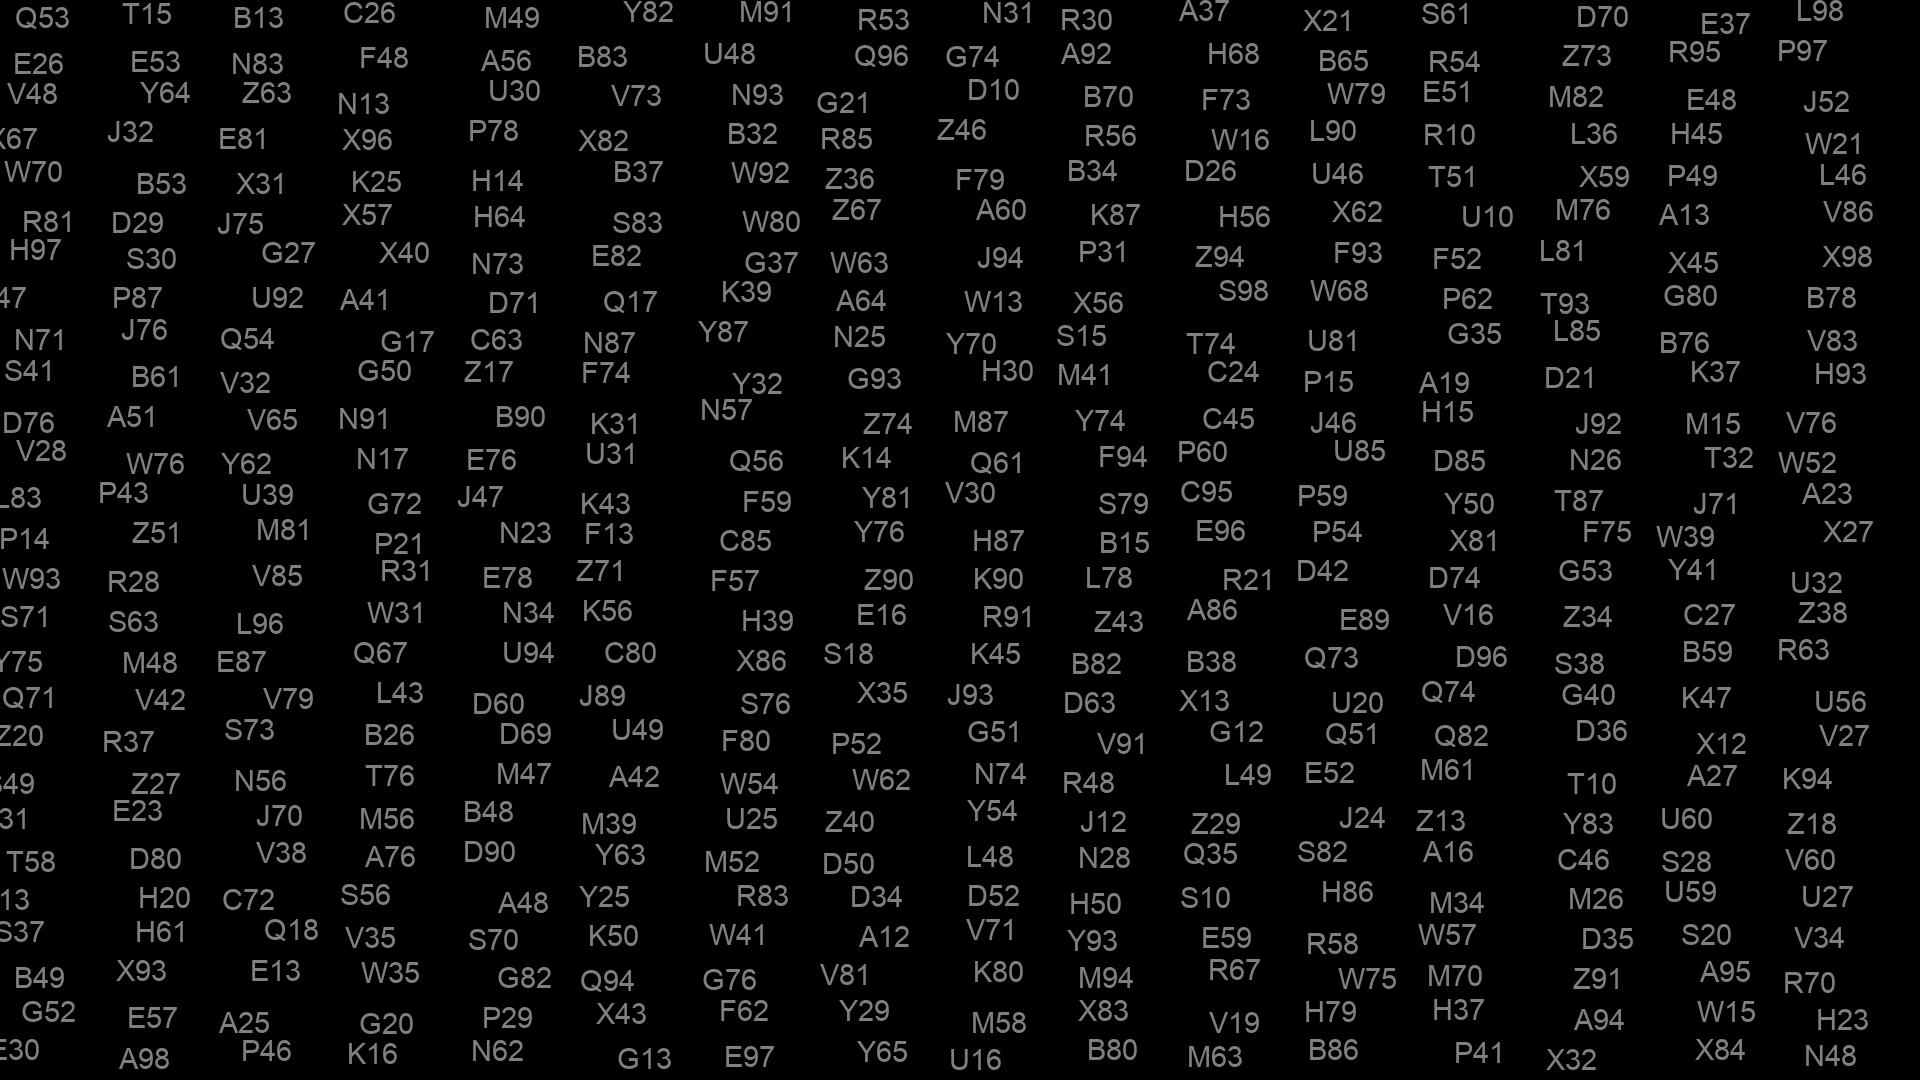 Q53 T15 B13 C26 M49 Y82 M91 R53 N31 R30 A37 X21 S61 D70 E37 L98
E26 E53 N83 F48 A56 B83 U48 Q96 G74 A92 H68 B65 R54 Z73 R95 P97
V48 Y64 Z63 N13 U30 V73 N93 G21 D10 B70 F73 W79 E51 M82 E48 J52
X67 J32 E81 X96 P78 X82 B32 R85 Z46 R56 W16 L90 R10 L36 H45 W21
W70 B53 X31 K25 H14 B37 W92 Z36 F79 B34 D26 U46 T51 X59 P49 L46
R81 D29 J75 X57 H64 S83 W80 Z67 A60 K87 H56 X62 U10 M76 A13 V86
H97 S30 G27 X40 N73 E82 G37 W63 J94 P31 Z94 F93 F52 L81 X45 X98
47 P87 U92 A41 D71 Q17 K39 A64 W13 X56 S98 W68 P62 T93 G80 B78
N71 J76 Q54 G17 C63 N87 Y87 N25 Y70 S15 T74 U81 G35 L85 B76 V83
S41 B61 V32 G50 Z17 F74 Y32 G93 H30 M41 C24 P15 A19 D21 K37 H93
D76 A51 V65 N91 B90 K31 N57 Z74 M87 Y74 C45 J46 H15 J92 M15 V76
V28 W76 Y62 N17 E76 U31 Q56 K14 Q61 F94 P60 U85 D85 N26 T32 W52
L83 P43 U39 G72 J47 K43 F59 Y81 V30 S79 C95 P59 Y50 T87 J71 A23
P14 Z51 M81 P21 N23 F13 C85 Y76 H87 B15 E96 P54 X81 F75 W39 X27
W93 R28 V85 R31 E78 Z71 F57 Z90 K90 L78 R21 D42 D74 G53 Y41 U32
S71 S63 L96 W31 N34 K56 H39 E16 R91 Z43 A86 E89 V16 Z34 C27 Z38
Y75 M48 E87 Q67 U94 C80 X86 S18 K45 B82 B38 Q73 D96 S38 B59 R63
Q71 V42 V79 L43 D60 J89 S76 X35 J93 D63 X13 U20 Q74 G40 K47 U56
Z20 R37 S73 B26 D69 U49 F80 P52 G51 V91 G12 Q51 Q82 D36 X12 V27
49 Z27 N56 T76 M47 A42 W54 W62 N74 R48 L49 E52 M61 T10 A27 K94
31 E23 J70 M56 B48 M39 U25 Z40 Y54 J12 Z29 J24 Z13 Y83 U60 Z18
T58 D80 V38 A76 D90 Y63 M52 D50 L48 N28 Q35 S82 A16 C46 S28 V60
13 H20 C72 S56 A48 Y25 R83 D34 D52 H50 S10 H86 M34 M26 U59 U27
S37 H61 Q18 V35 S70 K50 W41 A12 V71 Y93 E59 R58 W57 D35 S20 V34
B49 X93 E13 W35 G82 Q94 G76 V81 K80 M94 R67 W75 M70 Z91 A95 R70
G52 E57 A25 G20 P29 X43 F62 Y29 M58 X83 V19 H79 H37 A94 W15 H23
E30 A98 P46 K16 N62 G13 E97 Y65 U16 B80 M63 B86 P41 X32 X84 N48